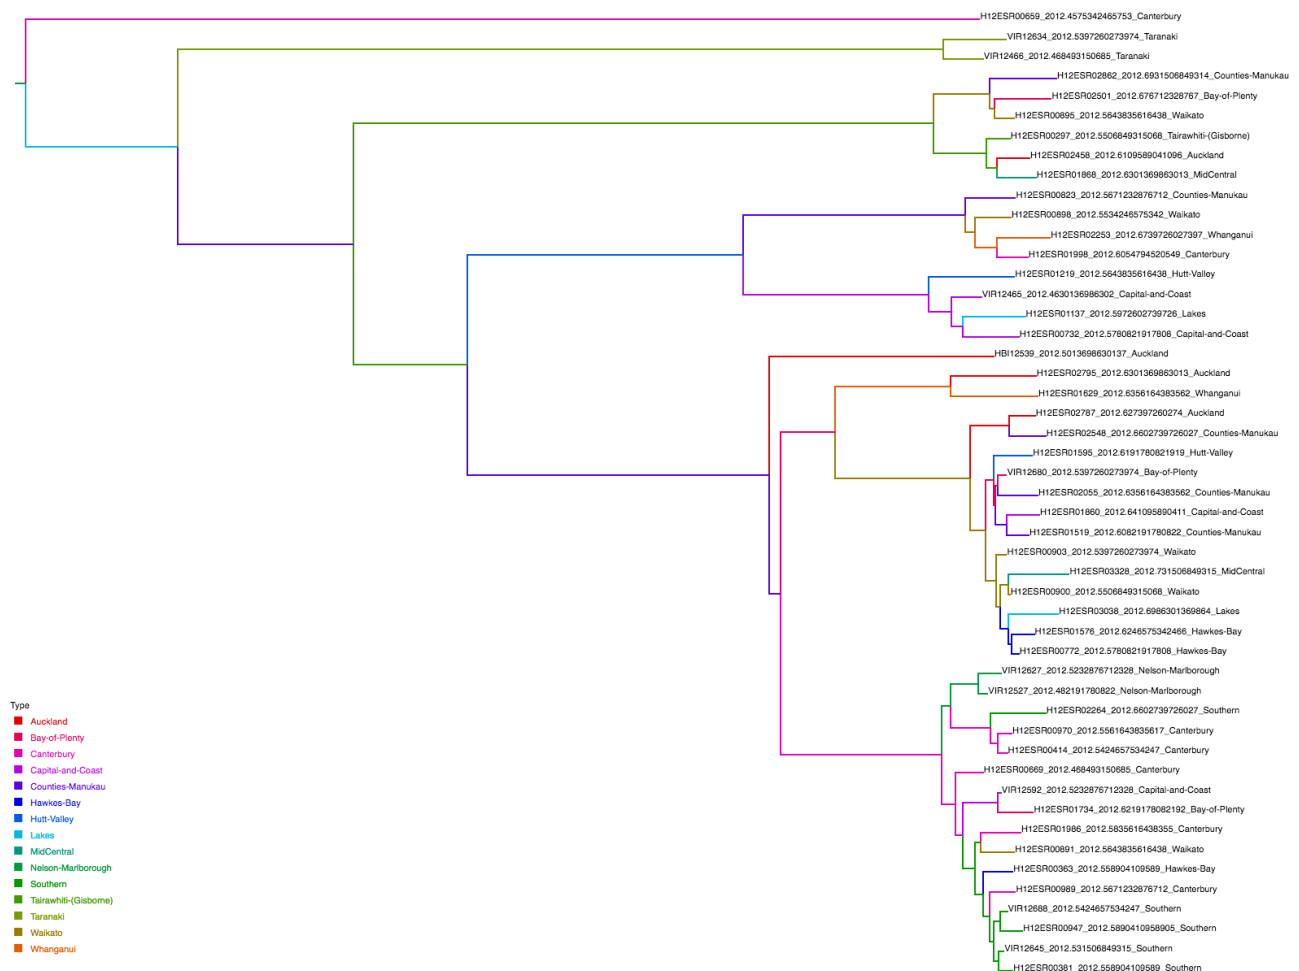 H12ESR00659_2012.4575342465753_Canterbury
VIR12634_2012.5397260273974_Taranaki
VIR12466_2012.468493150685_Taranaki
H12ESR02862_2012.6931506849314_Counties-Manukau
H12ESR02501_2012.676712328767_Bay-of-Plenty
H12ESR00895_2012.5643835616438_Waikato
H12ESR00297_2012.5506849315068_Tairawhiti-(Gisborne)
H12ESR02458_2012.6109589041096_Auckland
H12ESR01868_2012.6301369863013_MidCentral
H12ESR00823_2012.5671232876712_Counties-Manukau
H12ESR00898_2012.5534246575342_Waikato
H12ESR02253_2012.6739726027397_Whanganui
H12ESR01998_2012.6054794520549_Canterbury
H12ESR01219_2012.5643835616438_Hutt-Valley
VIR12465_2012.4630136986302_Capital-and-Coast
H12ESR01137_2012.5972602739726_Lakes
H12ESR00732_2012.5780821917808_Capital-and-Coast
HBI12539_2012.5013698630137_Auckland
H12ESR02795_2012.6301369863013_Auckland
H12ESR01629_2012.6356164383562_Whanganui
H12ESR02787_2012.627397260274_Auckland
H12ESR02548_2012.6602739726027_Counties-Manukau
H12ESR01595_2012.6191780821919_Hutt-Valley
VIR12680_2012.5397260273974_Bay-of-Plenty
H12ESR02055_2012.6356164383562_Counties-Manukau
H12ESR01860_2012.641095890411_Capital-and-Coast
H12ESR01519_2012.6082191780822_Counties-Manukau
H12ESR00903_2012.5397260273974_Waikato
H12ESR03328_2012.731506849315_MidCentral
H12ESR00900_2012.5506849315068_Waikato
H12ESR03038_2012.6986301369864_Lakes
H12ESR01576_2012.6246575342466_Hawkes-Bay
H12ESR00772_2012.5780821917808_Hawkes-Bay
VIR12627_2012.5232876712328_Nelson-Marlborough
VIR12527_2012.482191780822_Nelson-Marlborough
H12ESR02264_2012.6602739726027_Southern
H12ESR00970_2012.5561643835617_Canterbury
H12ESR00414_2012.5424657534247_Canterbury
H12ESR00669_2012.468493150685_Canterbury
VIR12592_2012.5232876712328_Capital-and-Coast
H12ESR01734_2012.6219178082192_Bay-of-Plenty
H12ESR01986_2012.5835616438355_Canterbury
H12ESR00891_2012.5643835616438_Waikato
H12ESR00363_2012.558904109589_Hawkes-Bay
H12ESR00989_2012.5671232876712_Canterbury
VIR12688_2012.5424657534247_Southern
H12ESR00947_2012.5890410958905_Southern
VIR12645_2012.531506849315_Southern
H12ESR00381_2012.558904109589_Southern
Type
Auckland
Bay-of-Plenty
Canterbury
Capital-and-Coast
Counties-Manukau
Hawkes-Bay
Hutt-Valley
Lakes
MidCentral
Nelson-Marlborough
Southern
Tairawhiti-(Gisborne)
Taranaki
Waikato
Whanganui